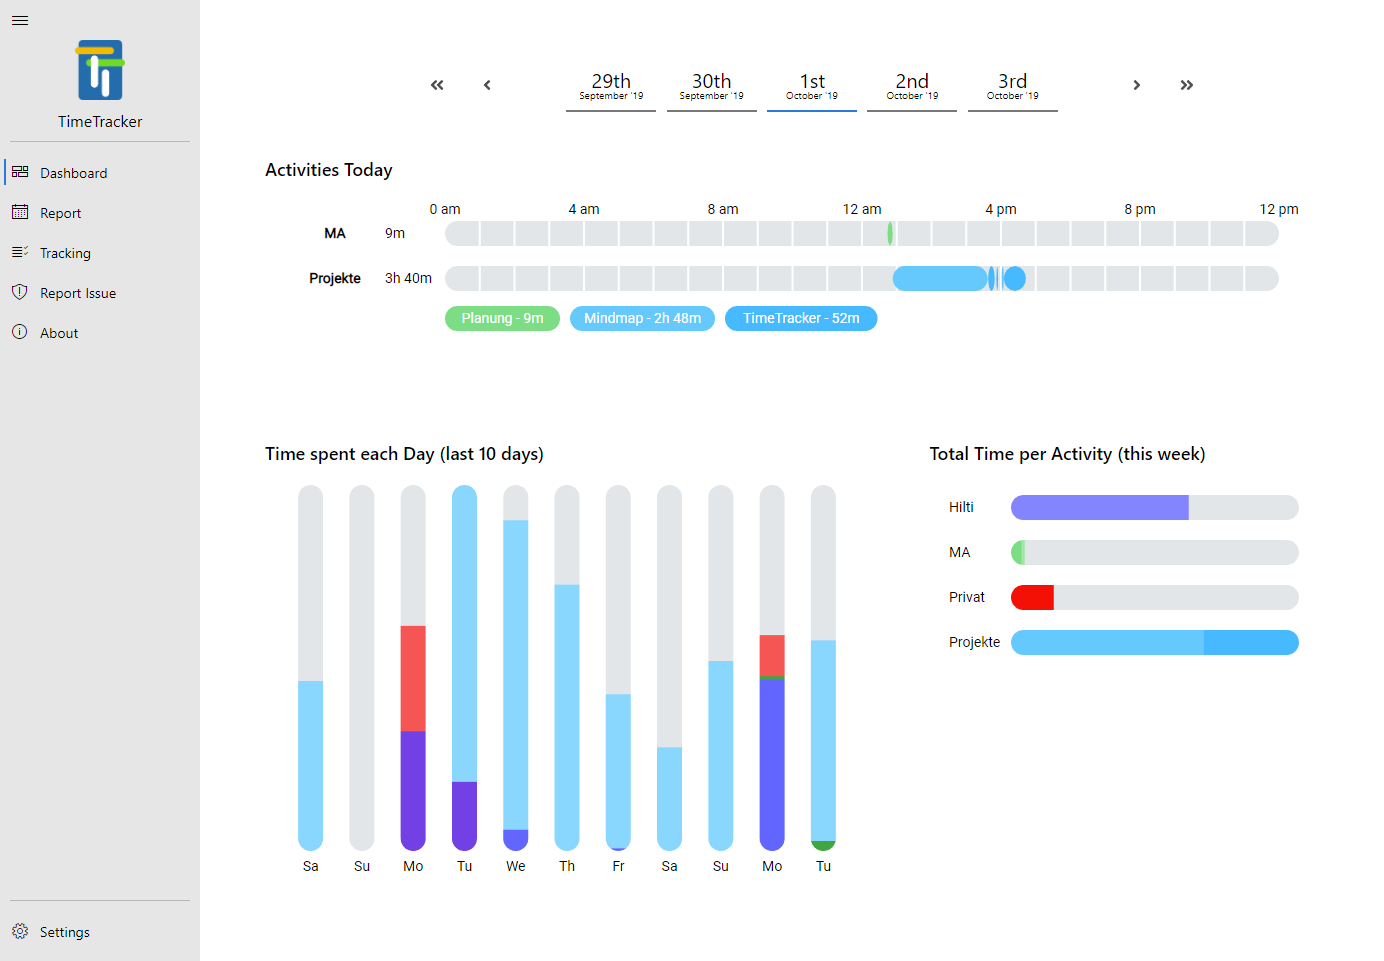 TimeTracker
Dashboard
Report
Tracking
Report Issue
About
Settings
29th 30th 1st 2nd 3rd
September '19 September '19 October '19 October '19 October '19
Activities Today
0 am 4 am 8 am 12 am 4 pm 8 pm 12 pm
MA 9m
Projekte 3h 40m
Planung - 9m Mindmap - 2h 48m TimeTracker - 52m
Time spent each Day (last 10 days)
Sa Su Mo Tu We Th Fr Sa Su Mo Tu
Total Time per Activity (this week)
Hilti
MA
Privat
Projekte